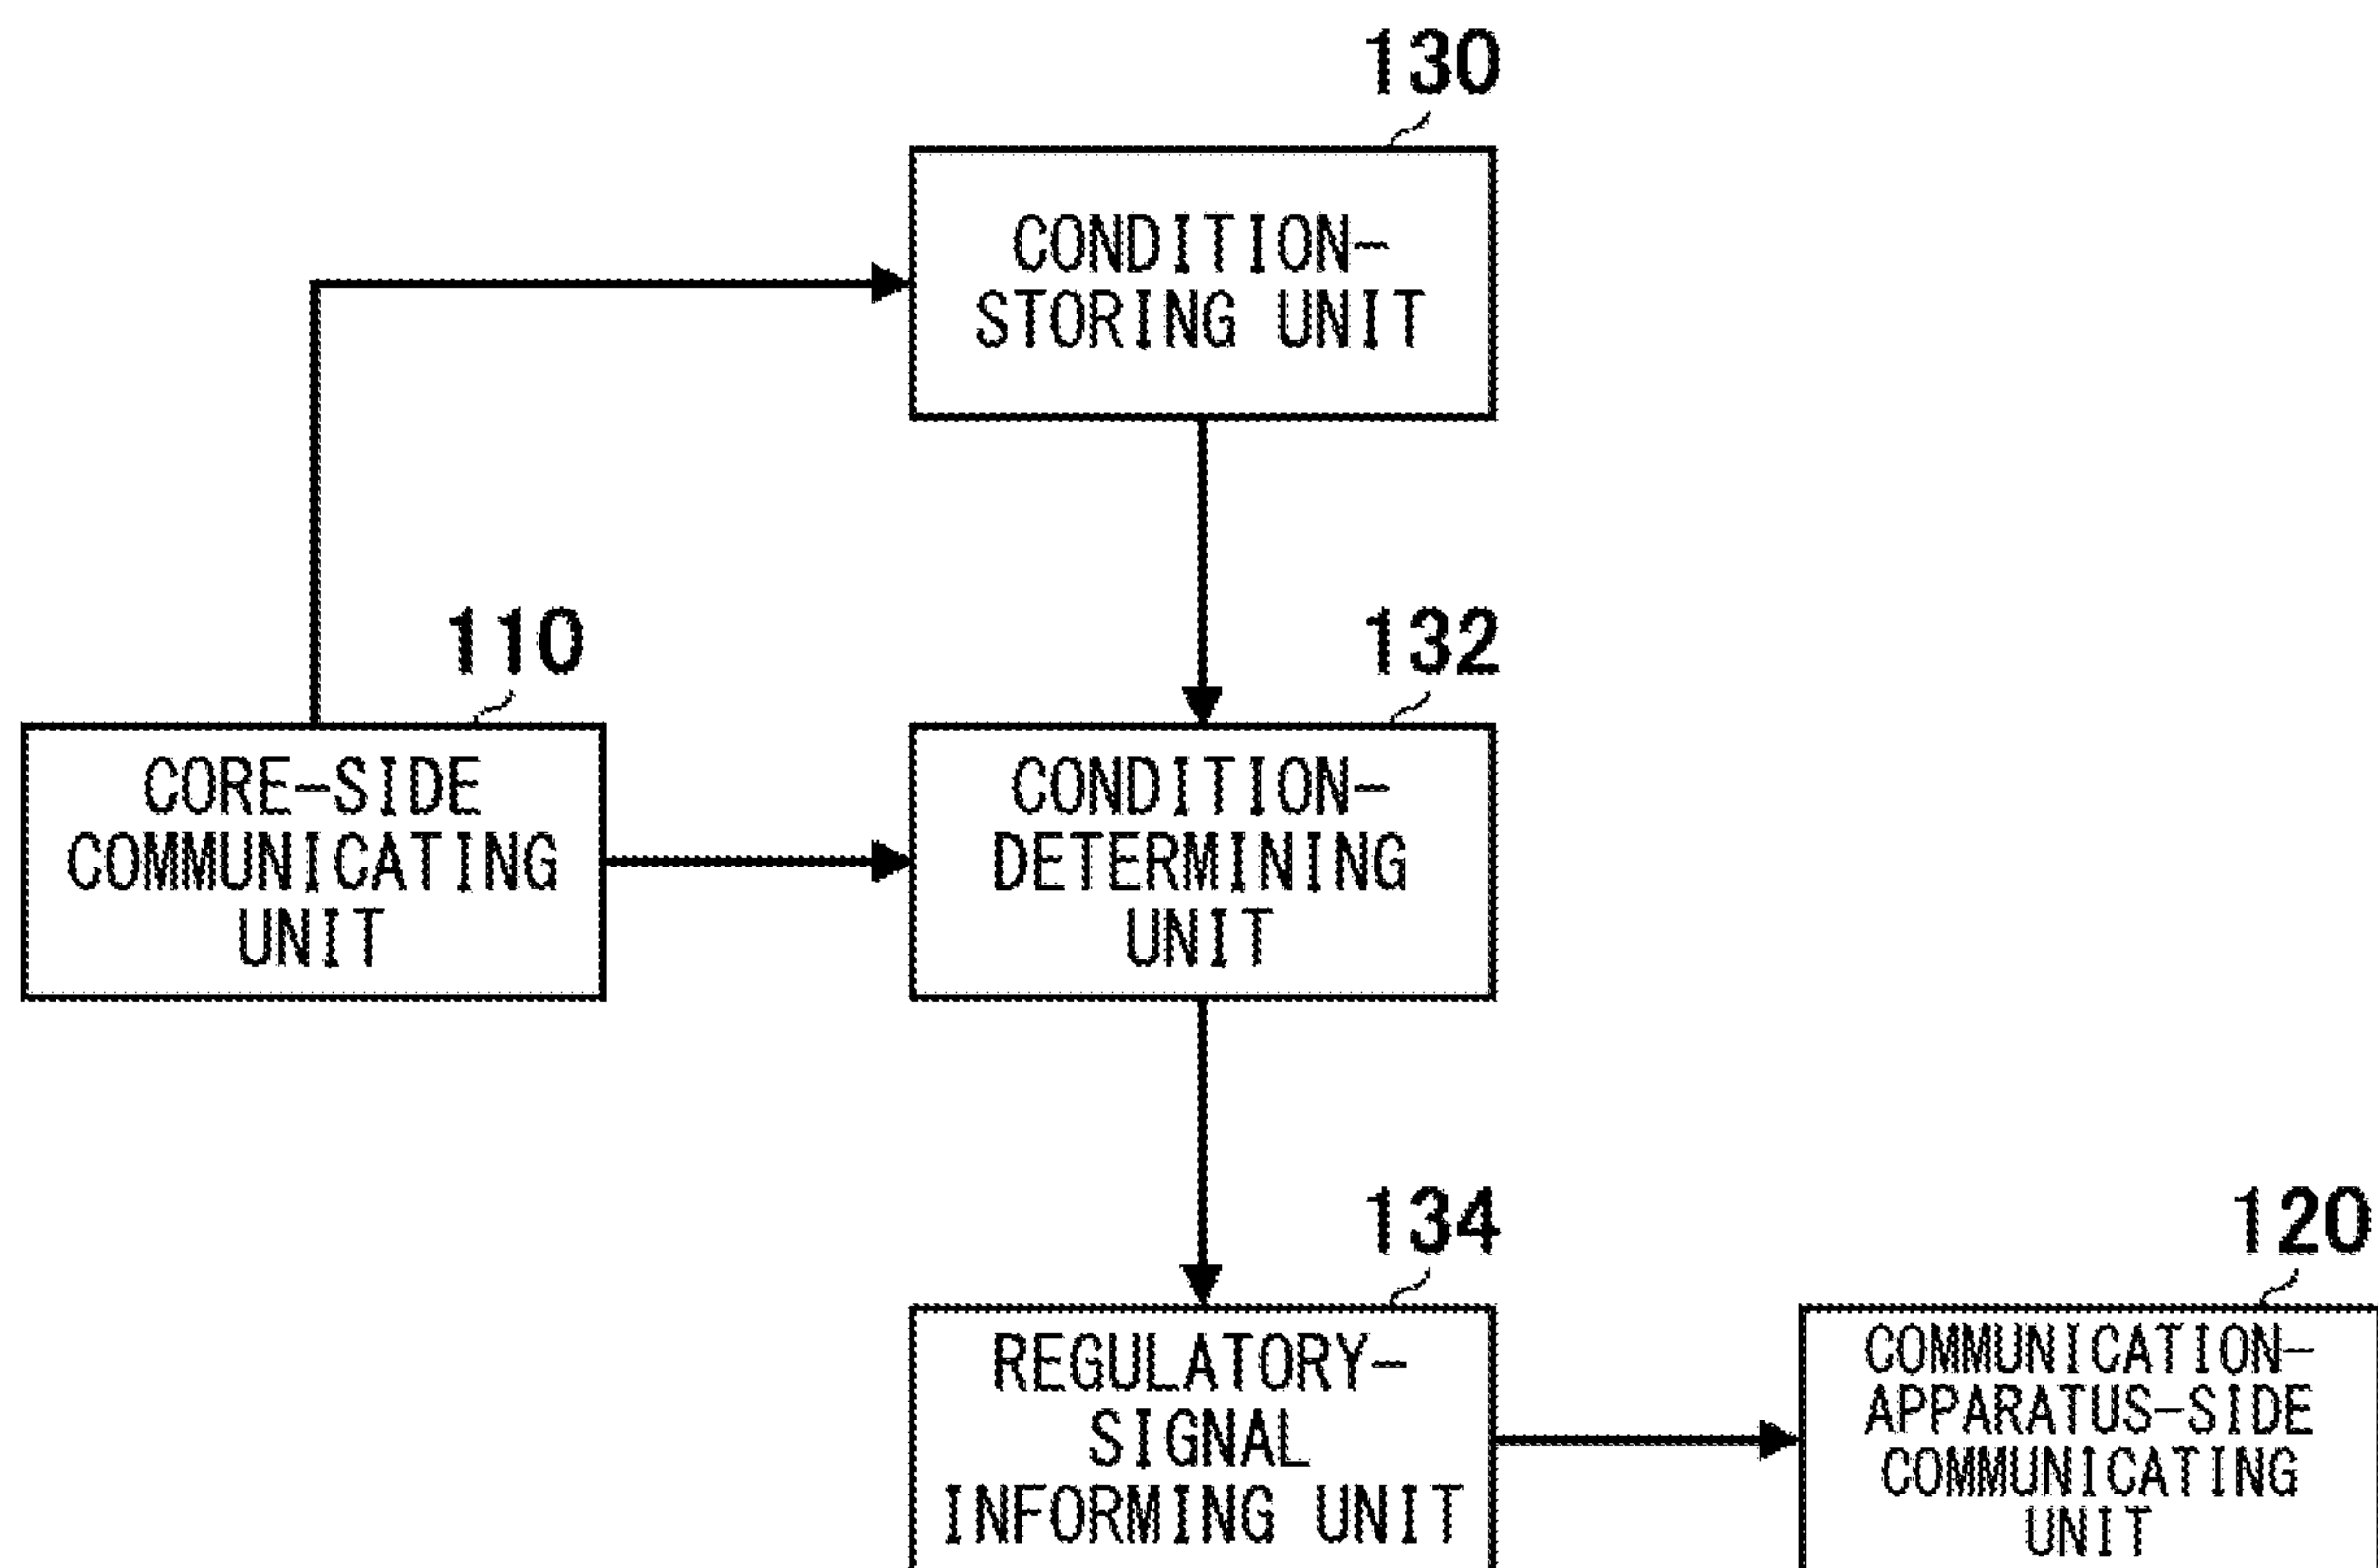 130
CONDITION-
STORING UNIT
110
CORE-SIDE
COMMUNICATING
UNIT
132
CONDITION-
DETERMINING
UNIT
134
REGULATORY-
SIGNAL
INFORMING UNIT
120
COMMUNICATION-
APPARATUS-SIDE
COMMUNICATING
UNIT